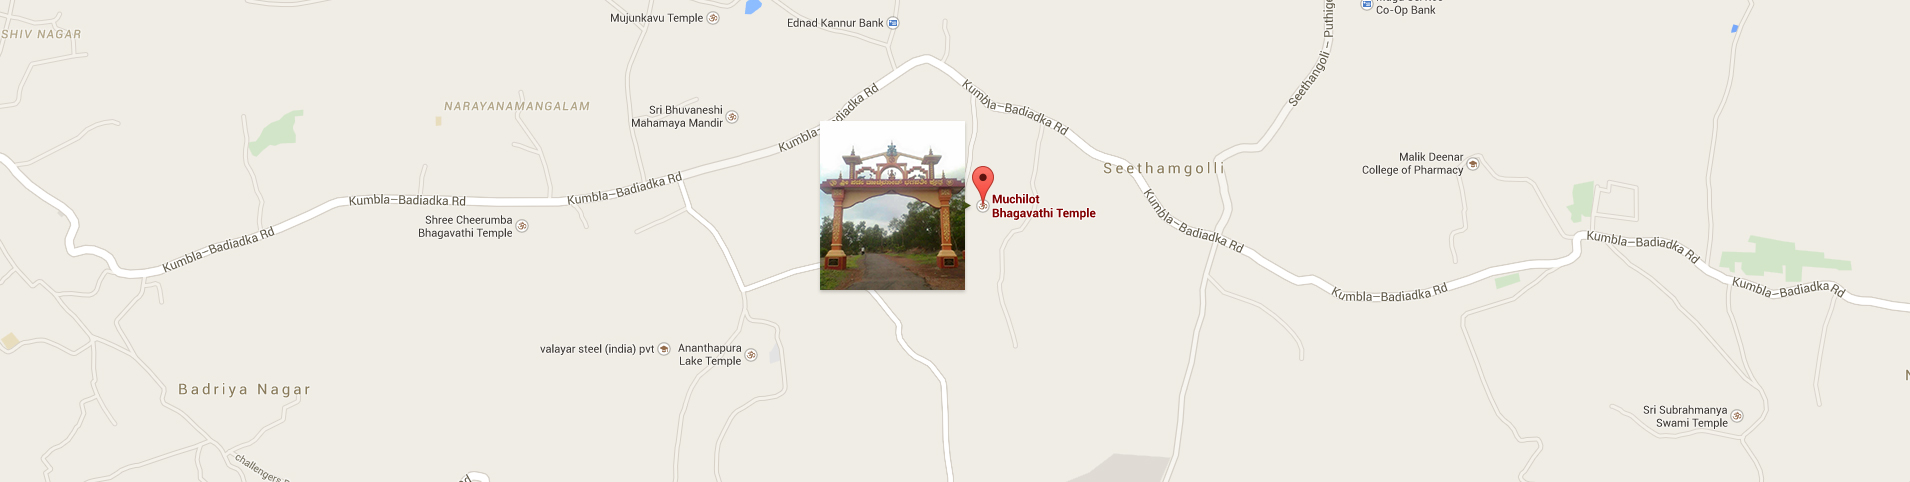 Mujunkavu Temple
Ednad Kannur Bank
Co-Op Bank
SHIV NAGAR
Seethangoli – Puthige
NARAYANAMANGALAM
Sri Bhuvaneshi
Mahamaya Mandir
Kumbla–Badiadka Rd
Kumbla–Badiadka Rd
Seethamgolli
Malik Deenar
College of Pharmacy
Kumbla–Badiadka Rd
Kumbla–Badiadka Rd
Muchilot
Bhagavathi Temple
Shree Cheerumba
Bhagavathi Temple
Kumbla–Badiadka Rd
Kumbla–Badiadka Rd
Kumbla–Badiadka Rd
Kumbla–Badiadka Rd
Kumbla–Badiadka Rd
valayar steel (india) pvt
Ananthapura
Lake Temple
Badriya Nagar
Sri Subrahmanya
Swami Temple
challengers